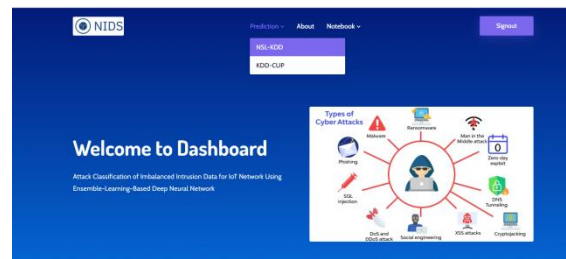 NIDS
Prediction
About
Notebook
Signout
NSL-KDD
KDD-CUP
Welcome to Dashboard
Attack Classification of Imbalanced Intrusion Data for IoT Network Using
Ensemble-Learning-Based Deep Neural Network
Types of
Cyber Attacks
Malware
Ransomware
Man in the
Middle attack
Phishing
0
Zero-day
exploit
SQL
injection
DNS
Tunneling
DoS and
DDoS attack
Social engineering
XSS attacks
Cryptojacking